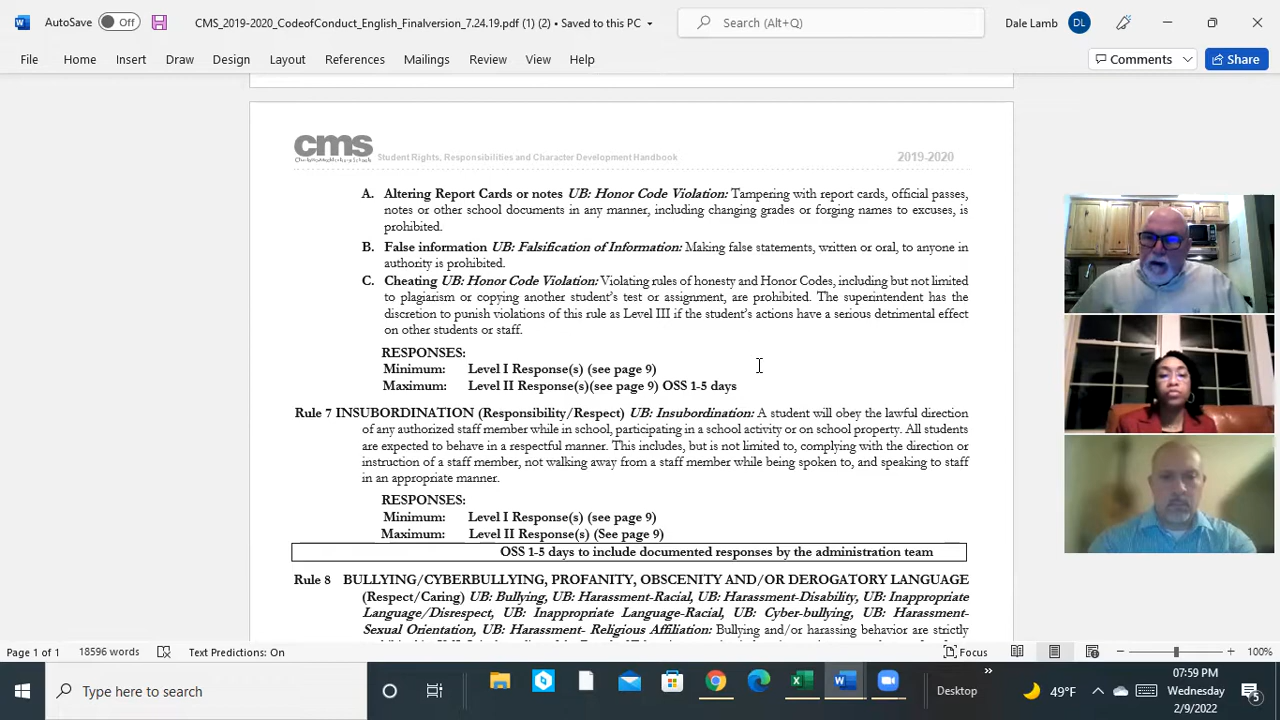 AutoSave Off CMS_2019-2020_CodeofConduct_English_Finalversion_7.24.19.pdf (1) (2) • Saved to this PC Search (Alt+Q) Dale Lamb DL
File Home Insert Draw Design Layout References Mailings Review View Help Comments Share
cms Student Rights, Responsibilities and Character Development Handbook 2019-2020
A. Altering Report Cards or notes UB: Honor Code Violation: Tampering with report cards, official passes,
notes or other school documents in any manner, including changing grades or forging names to excuses, is
prohibited.
B. False information UB: Falsification of Information: Making false statements, written or oral, to anyone in
authority is prohibited.
C. Cheating UB: Honor Code Violation: Violating rules of honesty and Honor Codes, including but not limited
to plagiarism or copying another student's test or assignment, are prohibited. The superintendent has the
discretion to punish violations of this rule as Level III if the student's actions have a serious detrimental effect
on other students or staff.
RESPONSES:
Minimum: Level I Response(s) (see page 9)
Maximum: Level II Response(s)(see page 9) OSS 1-5 days
Rule 7 INSUBORDINATION (Responsibility/Respect) UB: Insubordination: A student will obey the lawful direction
of any authorized staff member while in school, participating in a school activity or on school property. All students
are expected to behave in a respectful manner. This includes, but is not limited to, complying with the direction or
instruction of a staff member, not walking away from a staff member while being spoken to, and speaking to staff
in an appropriate manner.
RESPONSES:
Minimum: Level I Response(s) (see page 9)
Maximum: Level II Response(s) (See page 9)
OSS 1-5 days to include documented responses by the administration team
Rule 8 BULLYING/CYBERBULLYING, PROFANITY, OBSCENITY AND/OR DEROGATORY LANGUAGE
(Respect/Caring) UB: Bullying, UB: Harassment-Racial, UB: Harassment-Disability, UB: Inappropriate
Language/Disrespect, UB: Inappropriate Language-Racial, UB: Cyber-bullying, UB: Harassment-
Sexual Orientation, UB: Harassment- Religious Affiliation: Bullying and/or harassing behavior are strictly
Page 1 of 1 18596 words Text Predictions: On Focus 100%
Type here to search Desktop 49°F 07:59 PM
Wednesday
2/9/2022 5